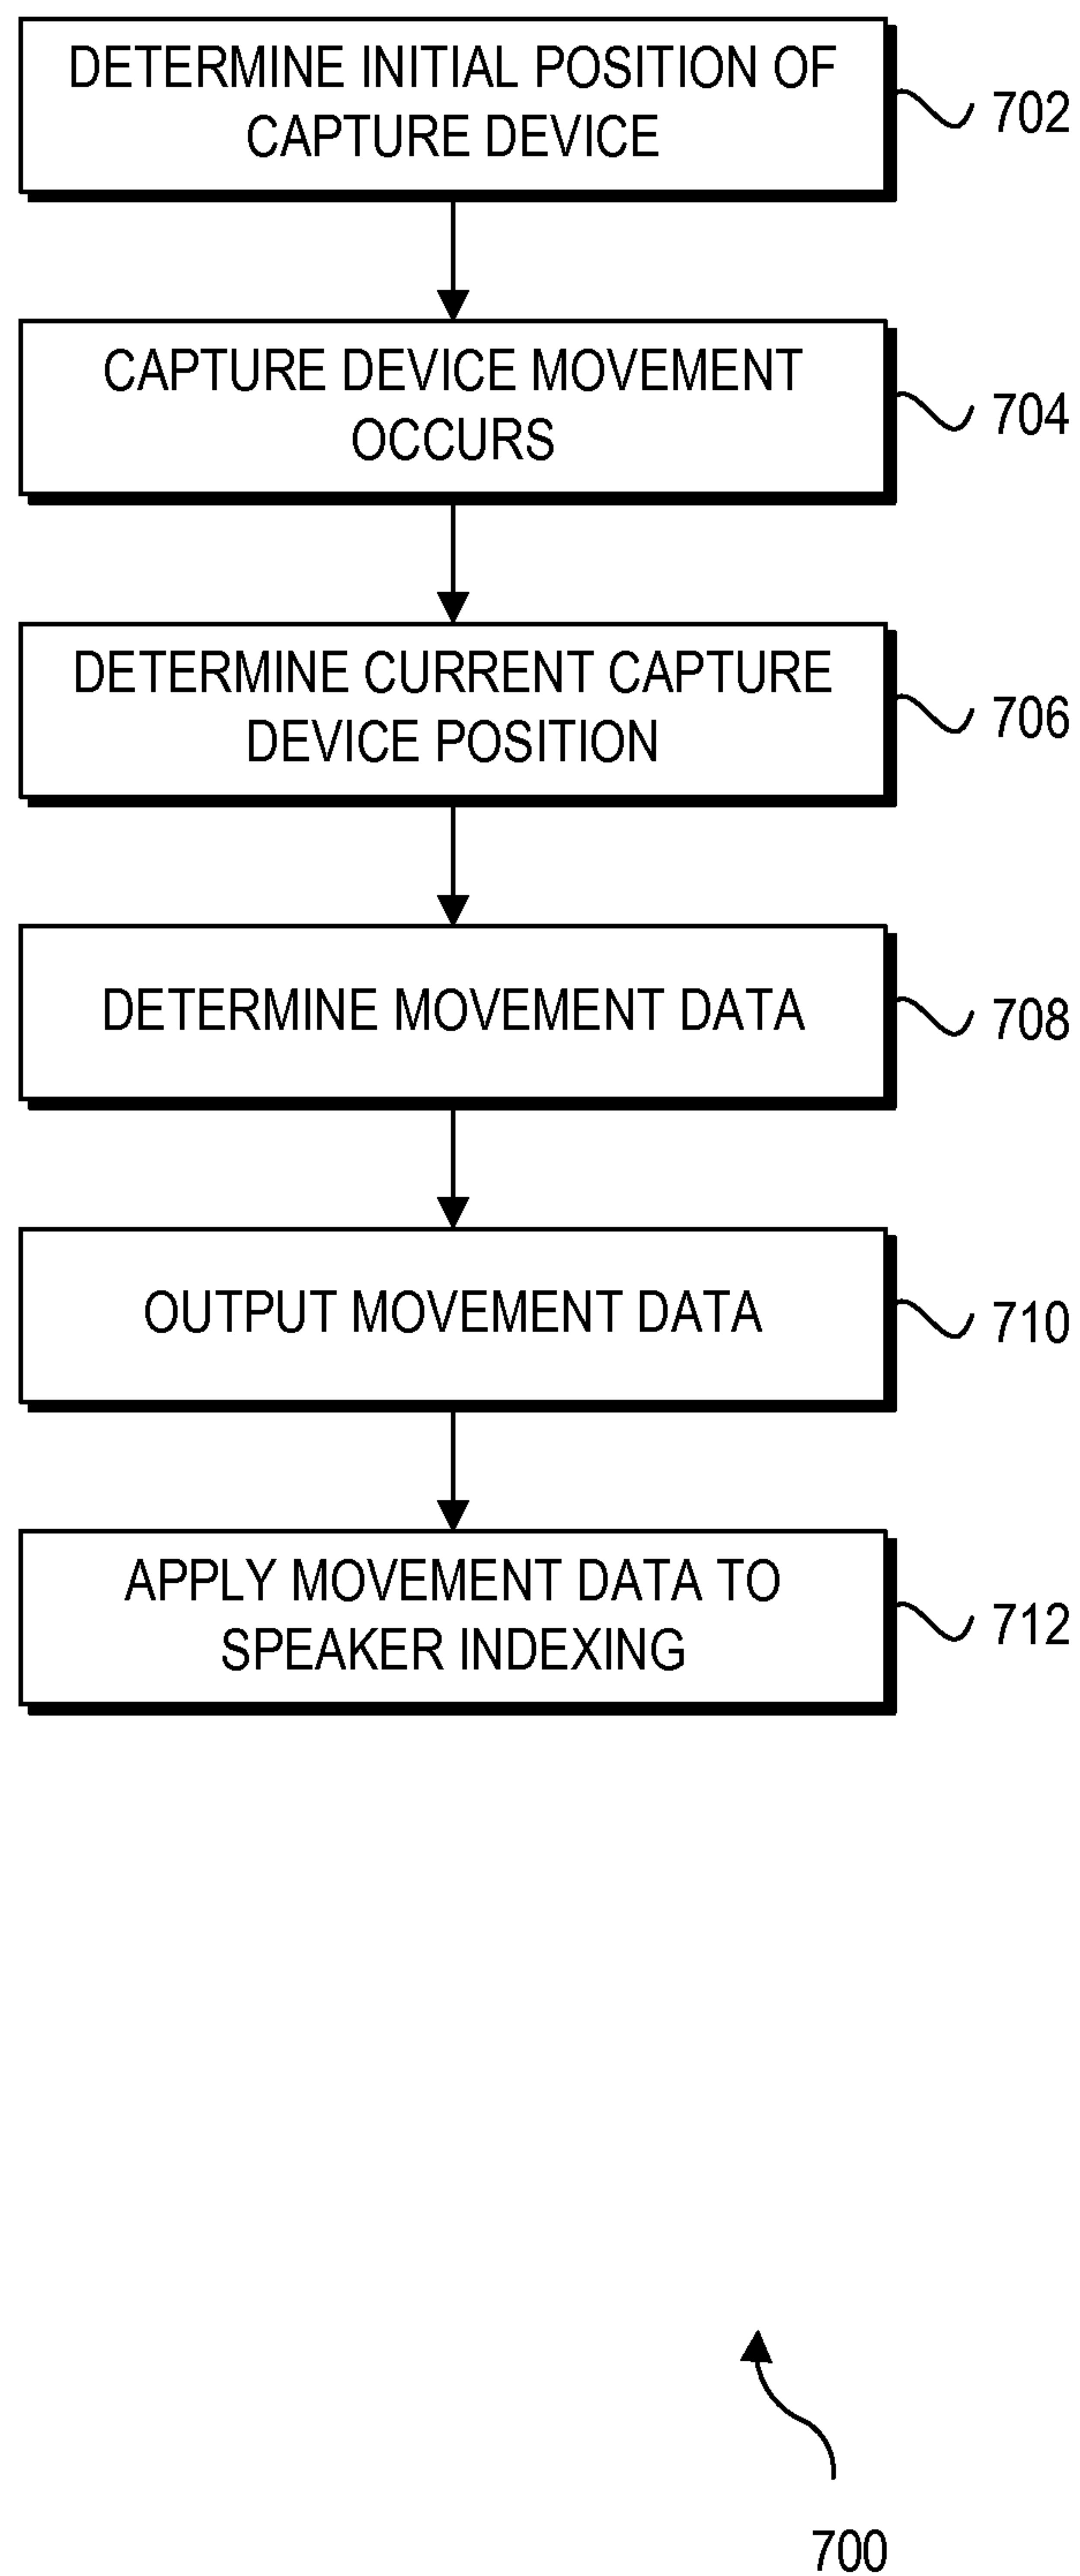 DETERMINE INITIAL POSITION OF
CAPTURE DEVICE
702
CAPTURE DEVICE MOVEMENT
OCCURS
704
DETERMINE CURRENT CAPTURE
DEVICE POSITION
706
DETERMINE MOVEMENT DATA
708
OUTPUT MOVEMENT DATA
710
APPLY MOVEMENT DATA TO
SPEAKER INDEXING
712
700